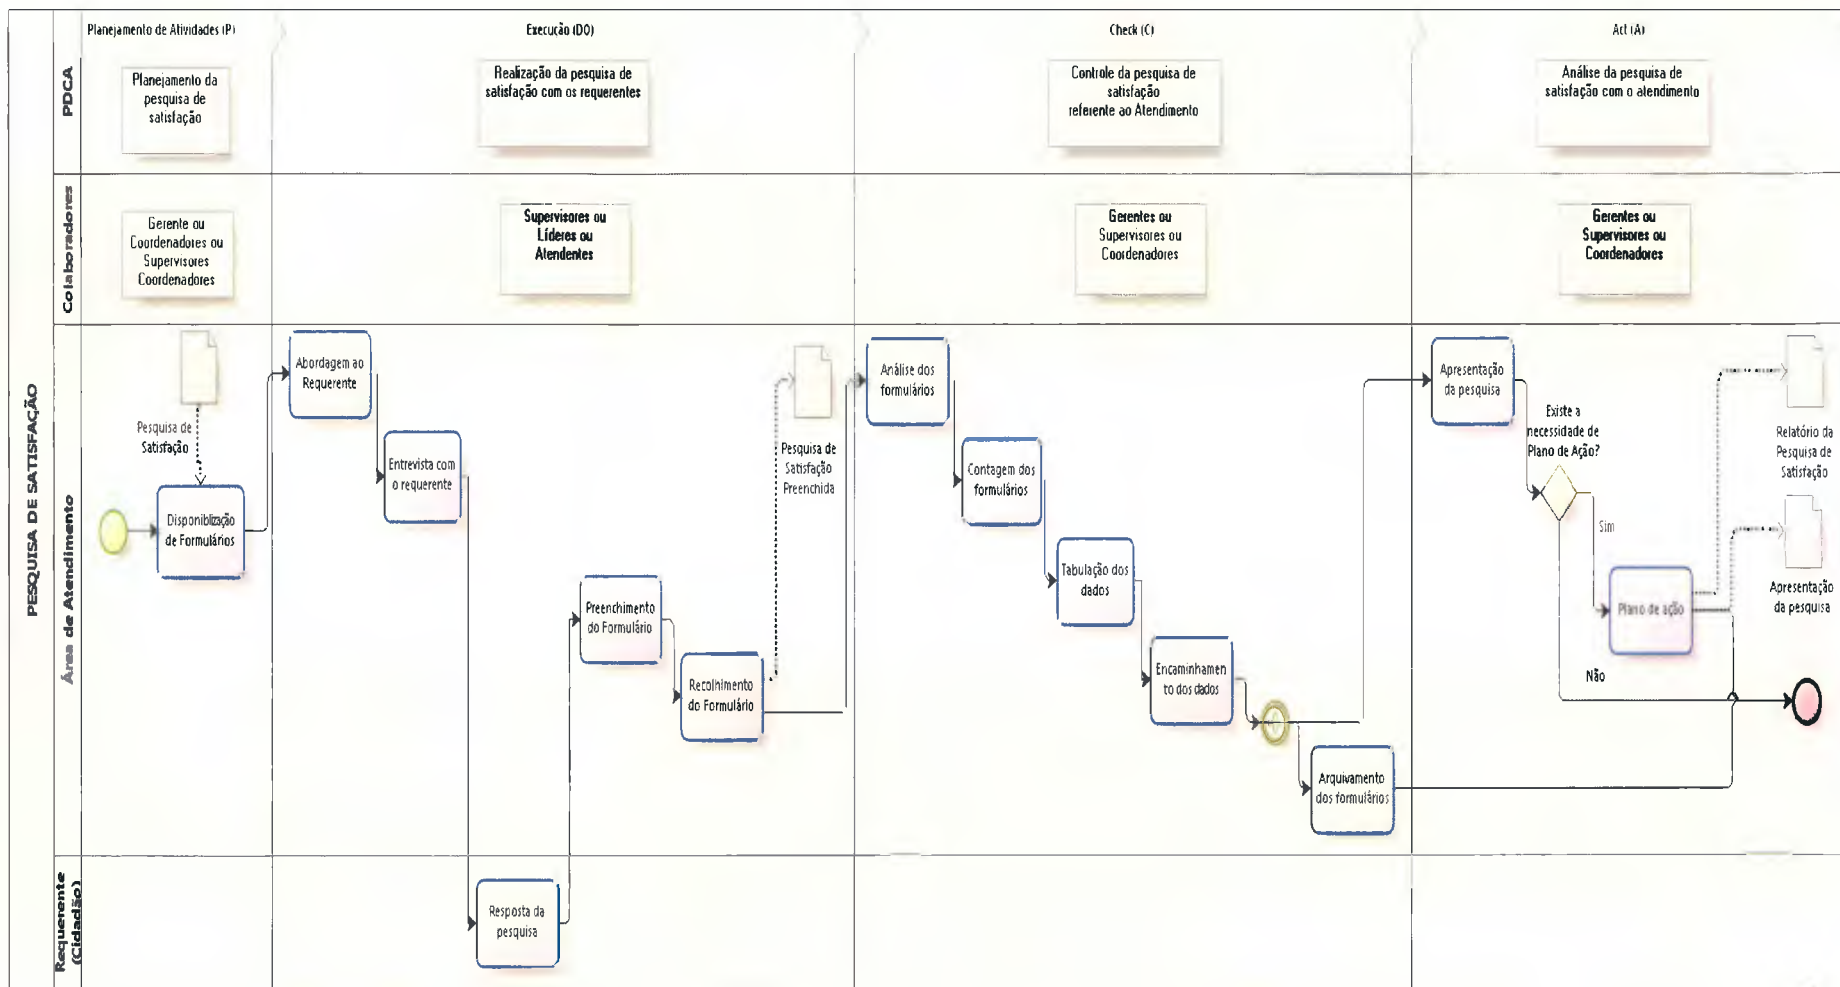 Planejamento de Atividades (P)
Execução (DO)
Check (C)
Act (A)
PDCA
Planejamento da
pesquisa de
satisfação
Realização da pesquisa de
satisfação com os requerentes
Controle da pesquisa de
satisfação
referente ao Atendimento
Análise da pesquisa de
satisfação com o atendimento
Colaboradores
Gerente ou
Coordenadores ou
Supervisores
Coordenadores
Supervisores ou
Líderes ou
Atendentes
Gerentes ou
Supervisores ou
Coordenadores
Gerentes ou
Supervisores ou
Coordenadores
PESQUISA DE SATISFAÇÃO
Área de Atendimento
Pesquisa de
Satisfação
Disponiblização
de Formulários
Abordagem ao
Requerente
Entrevista com
o requerente
Preenchimento
do Formulário
Recolhimento
do Formulário
Pesquisa de
Satisfação
Preenchida
Análise dos
formulários
Contagem dos
formulários
Tabulação dos
dados
Encaminhamen
to dos dados
Arquivamento
dos formulários
Apresentação
da pesquisa
Existe a
necessidade de
Plano de Ação?
Sim
Não
Plano de ação
Relatório da
Pesquisa de
Satisfação
Apresentação
da pesquisa
Requerente
(Cidadão)
Resposta da
pesquisa